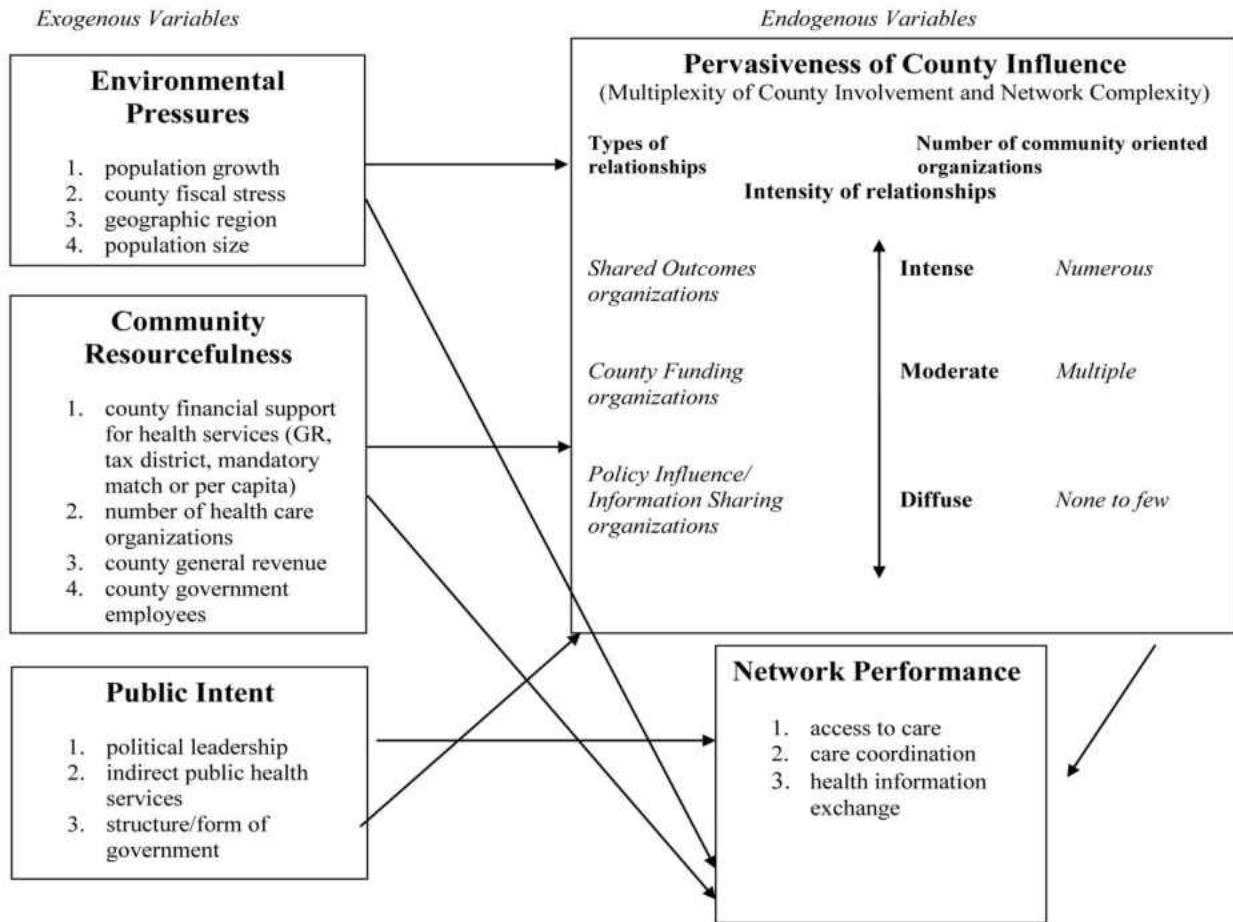 Exogenous Variables
Endogenous Variables
Environmental
Pressures
1. population growth
2. county fiscal stress
3. geographic region
4. population size
Community
Resourcefulness
1. county financial support
for health services (GR,
tax district, mandatory
match or per capita)
2. number of health care
organizations
3. county general revenue
4. county government
employees
Public Intent
1. political leadership
2. indirect public health
services
3. structure/form of
government
Pervasiveness of County Influence
(Multiplexity of County Involvement and Network Complexity)
Types of
relationships
Number of community oriented
organizations
Intensity of relationships
Shared Outcomes
organizations
Intense
Numerous
County Funding
organizations
Moderate
Multiple
Policy Influence/
Information Sharing
organizations
Diffuse
None to few
Network Performance
1. access to care
2. care coordination
3. health information
exchange